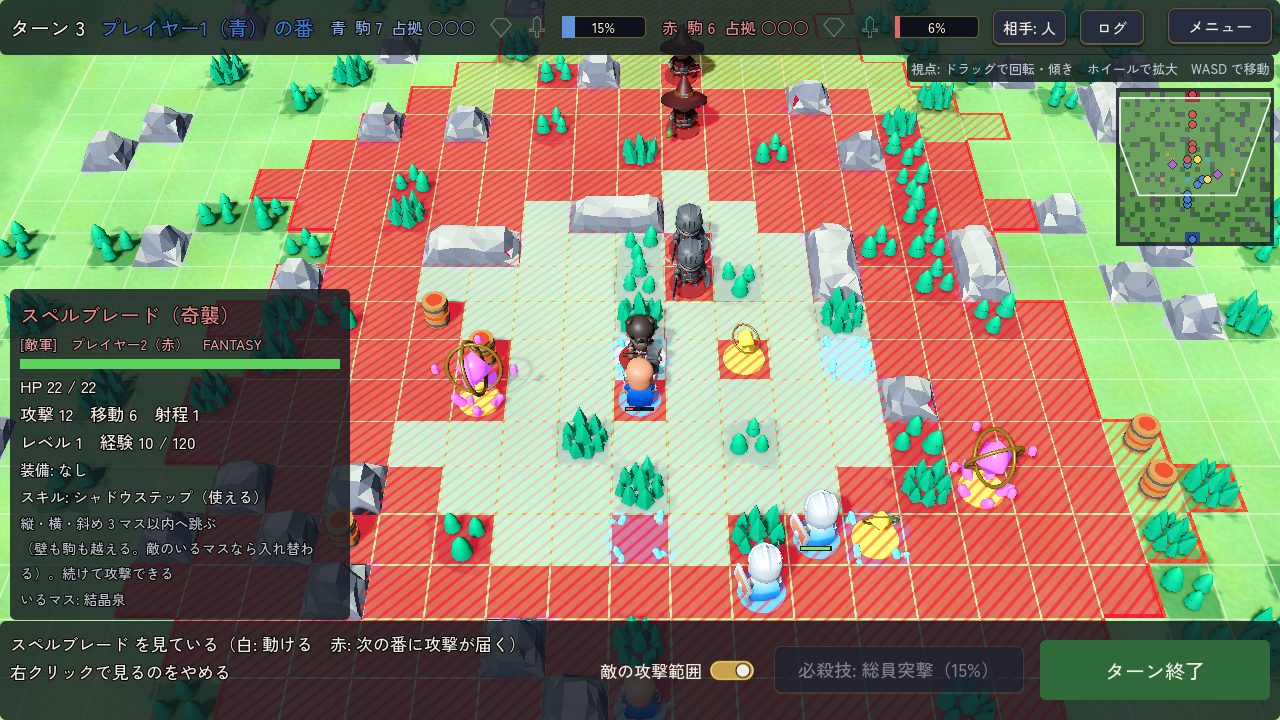 ターン 3 プレイヤー1（青）の番 青 駒 7 占拠 〇〇〇 15% 赤 駒 6 占拠 〇〇〇 6% 相手: 人 ログ メニュー
視点: ドラッグで回転・傾き ホイールで拡大 WASD で移動
スペルブレード（奇襲）
[敵軍] プレイヤー2（赤） FANTASY
HP 22 / 22
攻撃 12 移動 6 射程 1
レベル 1 経験 10 / 120
装備: なし
スキル: シャドウステップ（使える）
縦・横・斜め 3 マス以内へ跳ぶ
（壁も駒も越える。敵のいるマスなら入れ替わ
る）。続けて攻撃できる
いるマス: 結晶泉
スペルブレード を見ている（白: 動ける 赤: 次の番に攻撃が届く）
右クリックで見るのをやめる
敵の攻撃範囲
必殺技: 総員突撃（15%）
ターン終了